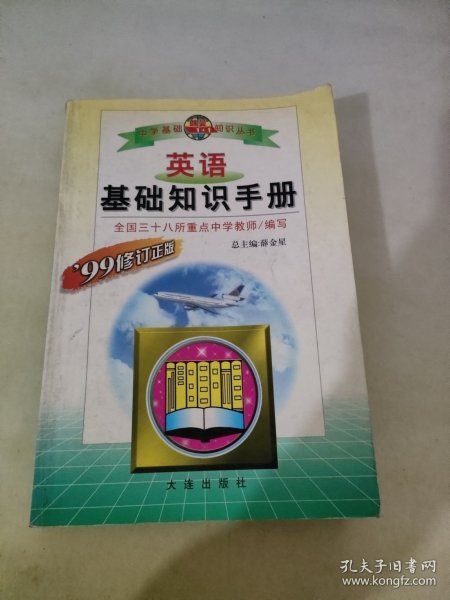 中学基础知识丛书
英语
基础知识手册
全国三十八所重点中学教师/编写
总主编:薛金星
'99修订正版
大连出版社
孔夫子旧书网
www.kongfz.com